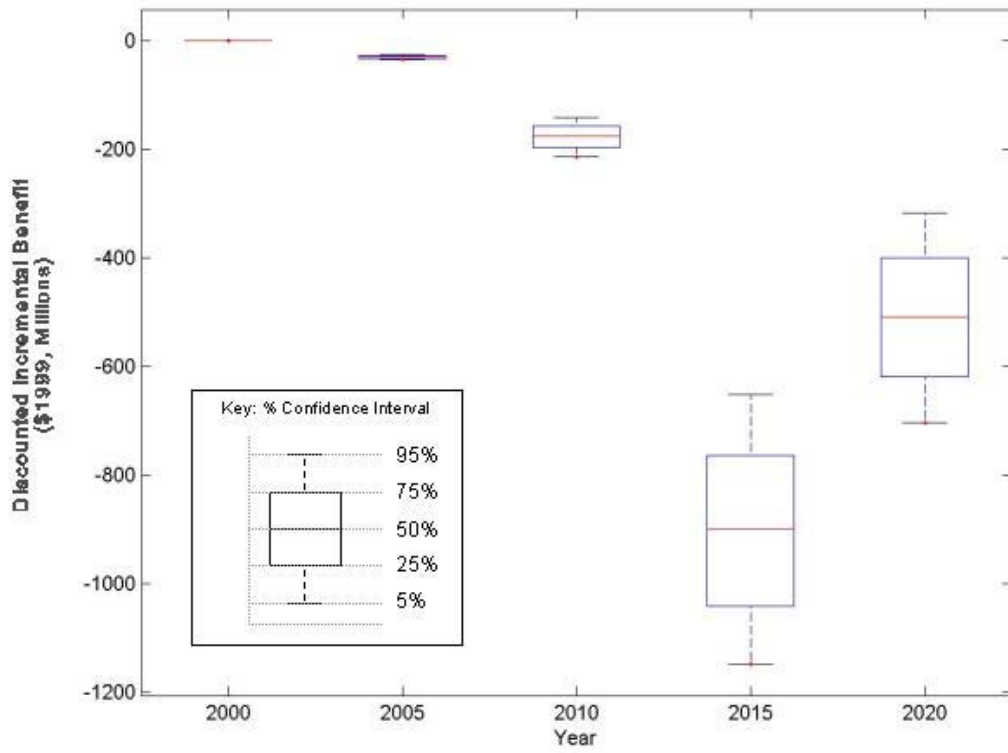 0
-200
-400
-600
-800
-1000
-1200
Discounted Incremental Benefit
($1999, Millions)
Key: % Confidence Interval
95%
75%
50%
25%
5%
2000 2005 2010 2015 2020
Year